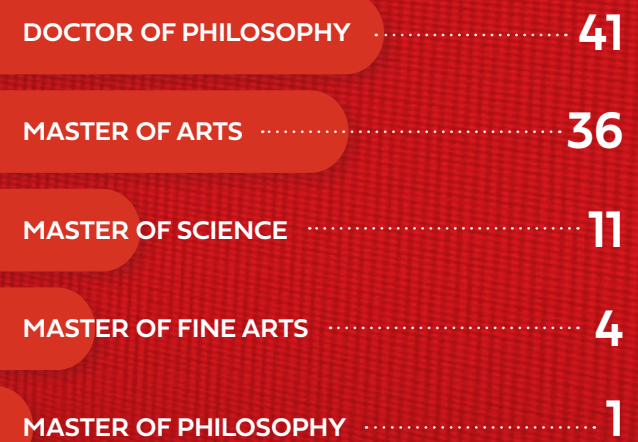 DOCTOR OF PHILOSOPHY 41
MASTER OF ARTS 36
MASTER OF SCIENCE 11
MASTER OF FINE ARTS 4
MASTER OF PHILOSOPHY 1